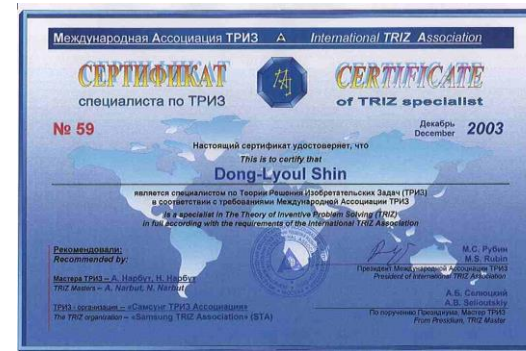 Международная Ассоциация ТРИЗ International TRIZ Association
СЕРТИФИКАТ CERTIFICATE
специалиста по ТРИЗ of TRIZ specialist
№ 59
Декабрь
December 2003
Настоящий сертификат удостоверяет, что
This is to certify that
Dong-Lyoul Shin
является специалистом по Теории Решения Изобретательских Задач (ТРИЗ)
в соответствии с требованиями Международной Ассоциации ТРИЗ
is a specialist in The Theory of Inventive Problem Solving (TRIZ)
in full according with the requirements of the International TRIZ Association
Рекомендовали:
Recommended by:
Мастера ТРИЗ – А. Нарбут, Н. Нарбут
TRIZ Masters – A. Narbut, N. Narbut
ТРИЗ - организация – «Самсунг ТРИЗ Ассоциация»
The TRIZ organization – «Samsung TRIZ Association» (STA)
М.С. Рубин
M.S. Rubin
Президент Международной Ассоциации ТРИЗ
President of International TRIZ Association
А.Б. Селюцкий
A.B. Selioutskiy
По поручению Президиума, Мастер ТРИЗ
From Presidium, TRIZ Master